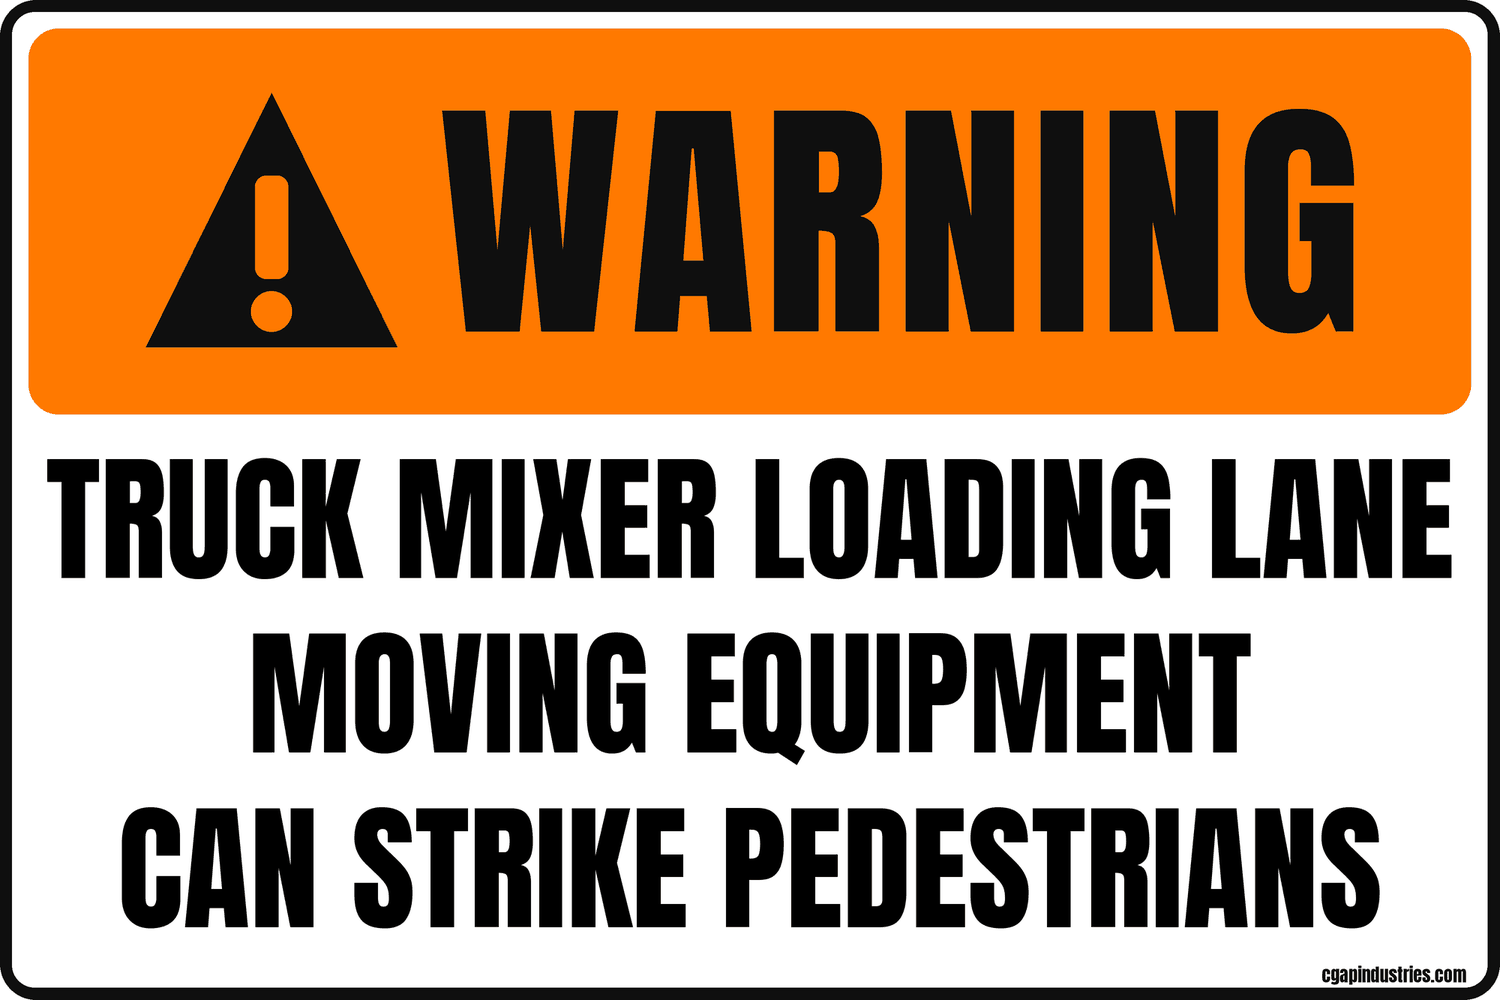 WARNING
TRUCK MIXER LOADING LANE
MOVING EQUIPMENT
CAN STRIKE PEDESTRIANS
cgapindustries.com